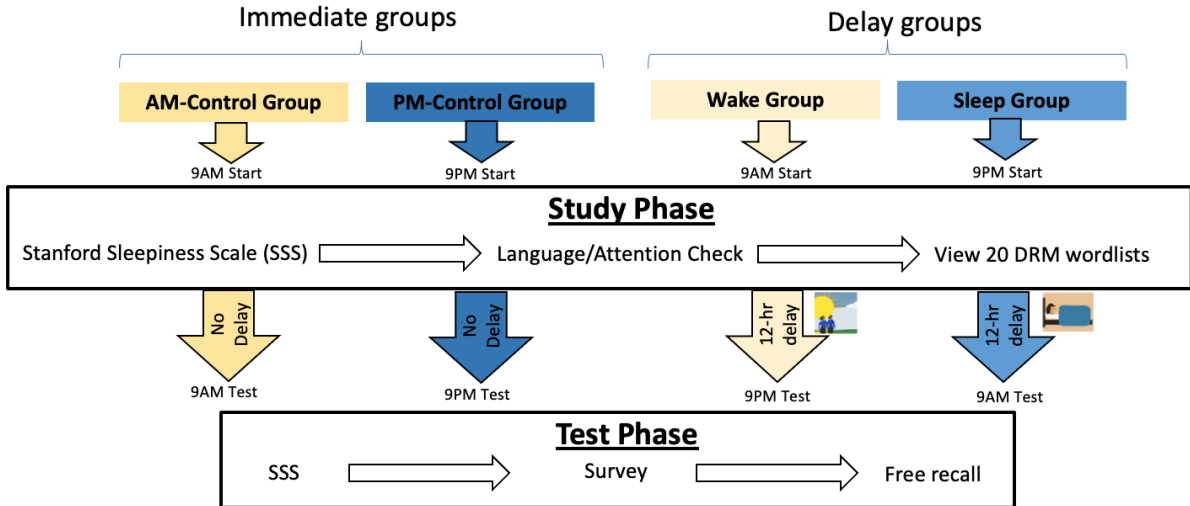 Immediate groups
Delay groups
AM-Control Group
PM-Control Group
Wake Group
Sleep Group
9AM Start
9PM Start
9AM Start
9PM Start
Study Phase
Stanford Sleepiness Scale (SSS)
Language/Attention Check
View 20 DRM wordlists
No
Delay
No
Delay
12-hr
delay
12-hr
delay
9AM Test
9PM Test
9PM Test
9AM Test
Test Phase
SSS
Survey
Free recall